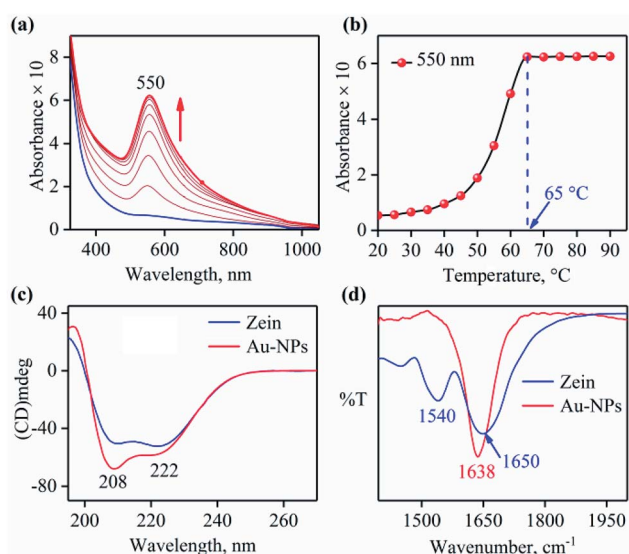 (a)
550
8
6
4
2
0
Absorbance × 10
400 600 800 1000
Wavelength, nm
(b)
550 nm
8
6
4
2
0
Absorbance × 10
65 °C
20 30 40 50 60 70 80 90
Temperature, °C
(c)
Zein
Au-NPs
40
0
-40
-80
(CD)mdeg
208
222
200 220 240 260
Wavelength, nm
(d)
%T
Zein
Au-NPs
1540
1650
1638
1500 1650 1800 1950
Wavenumber, cm-1